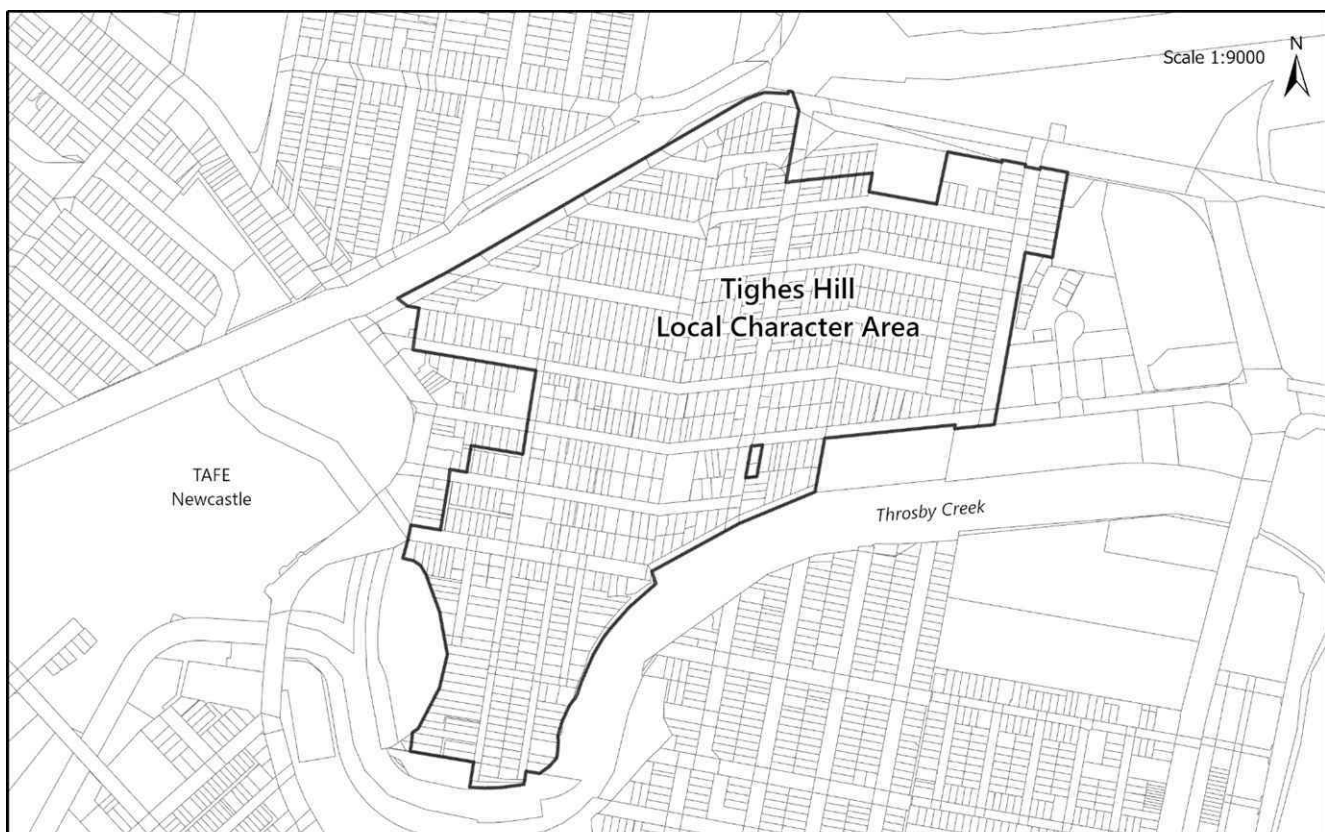 Scale 1:9000
N
Tighes Hill
Local Character Area
TAFE
Newcastle
Throsby Creek